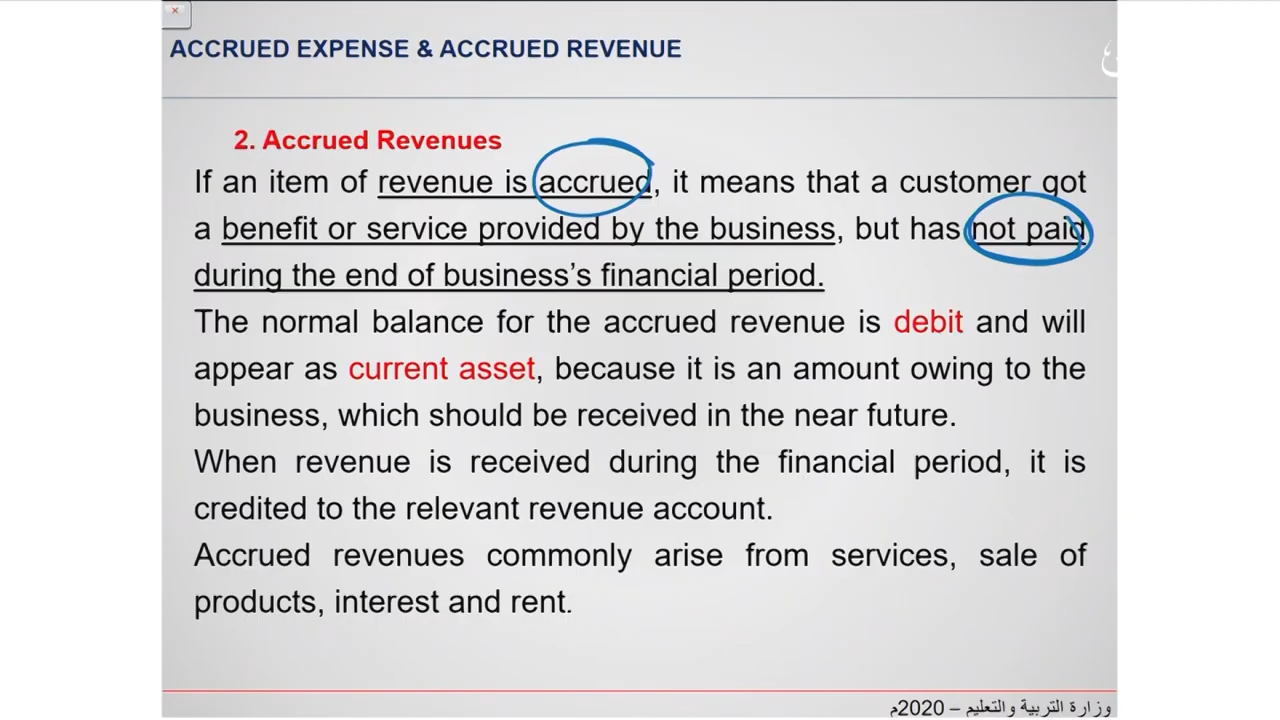 ACCRUED EXPENSE & ACCRUED REVENUE
2. Accrued Revenues
If an item of revenue is accrued, it means that a customer got
a benefit or service provided by the business, but has not paid
during the end of business’s financial period.
The normal balance for the accrued revenue is debit and will
appear as current asset, because it is an amount owing to the
business, which should be received in the near future.
When revenue is received during the financial period, it is
credited to the relevant revenue account.
Accrued revenues commonly arise from services, sale of
products, interest and rent.
وزارة التربية والتعليم – 2020م